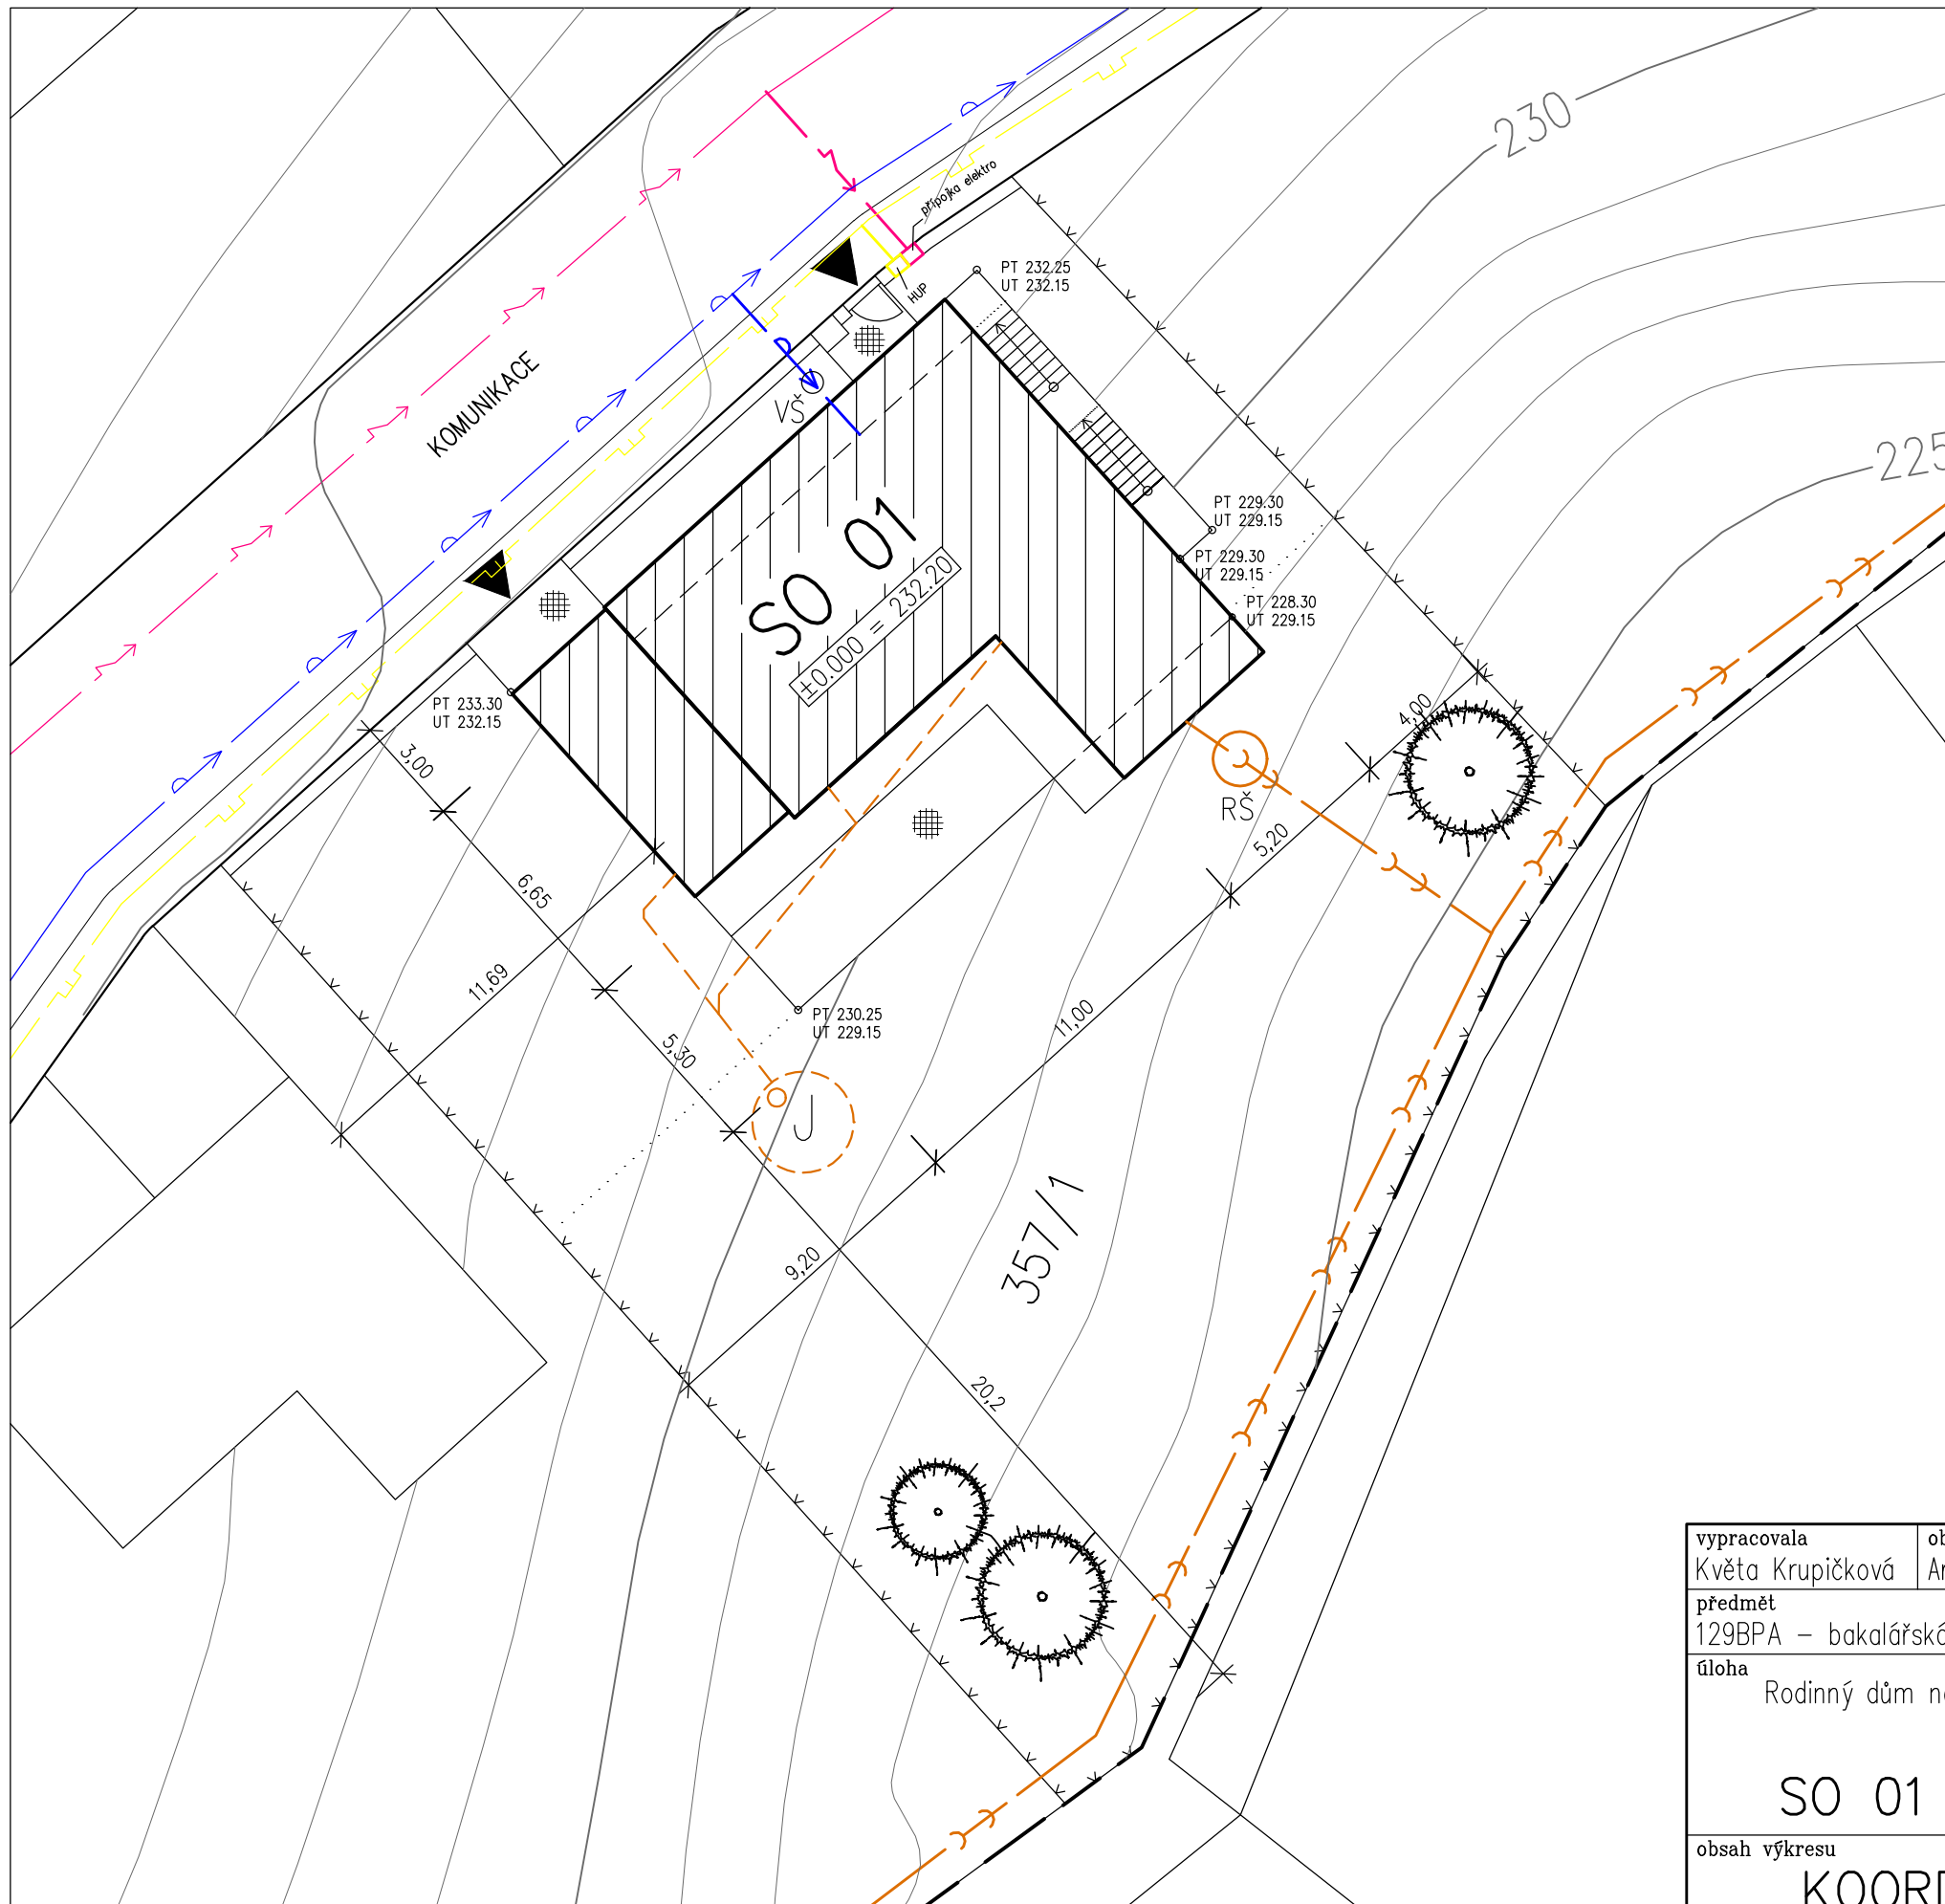 230
přípojka elektro
PT 232.25
UT 232.15
HUP
KOMUNIKACE
VŠ
225
SO 01
±0.000 = 232.20
PT 229.30
UT 229.15
PT 229.30
UT 229.15
PT 228.30
UT 229.15
PT 233.30
UT 232.15
4,00
3,00
RŠ
5,20
6,65
11,69
PT 230.25
UT 229.15
11,00
5,30
J
357/1
9,20
20,2
vypracovala
Květa Krupičková
předmět
129BPA – bakalářská
úloha
Rodinný dům
SO 01
obsah výkresu